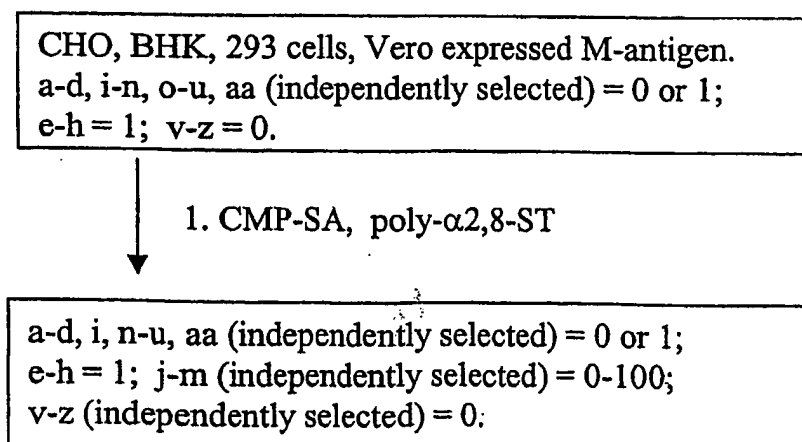 CHO, BHK, 293 cells, Vero expressed M-antigen.
a-d, i-n, o-u, aa (independently selected) = 0 or 1;
e-h = 1; v-z = 0.
1. CMP-SA, poly-α2,8-ST
a-d, i, n-u, aa (independently selected) = 0 or 1;
e-h = 1; j-m (independently selected) = 0-100;
v-z (independently selected) = 0.